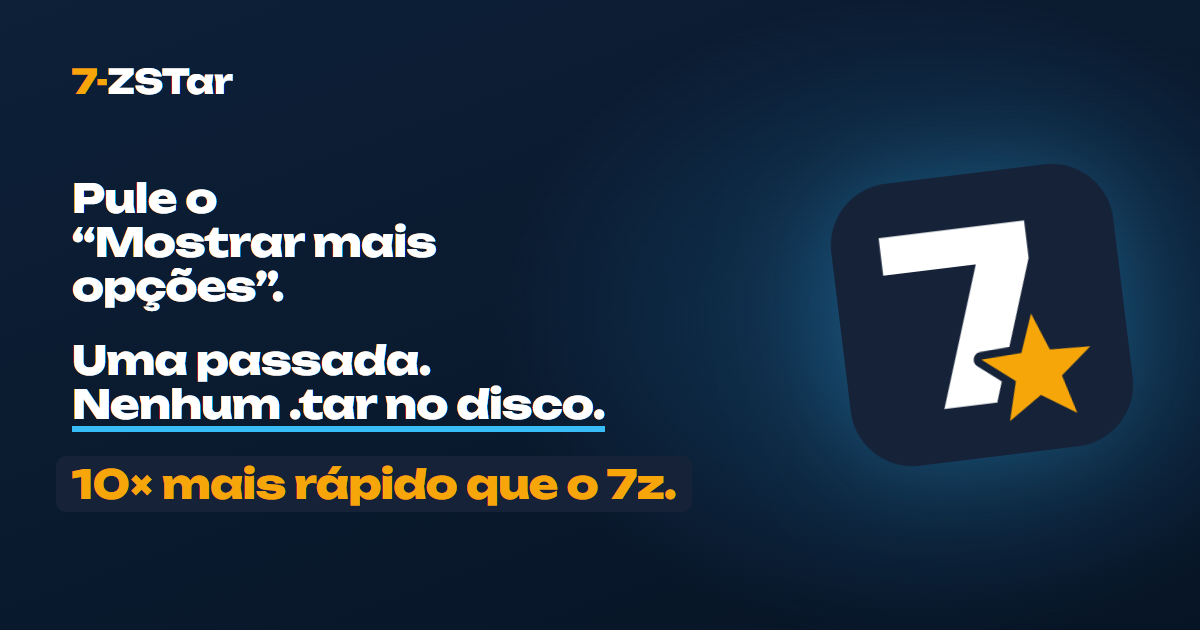 7-ZSTar
Pule o
“Mostrar mais
opções”.
Uma passada.
Nenhum .tar no disco.
10× mais rápido que o 7z.
7